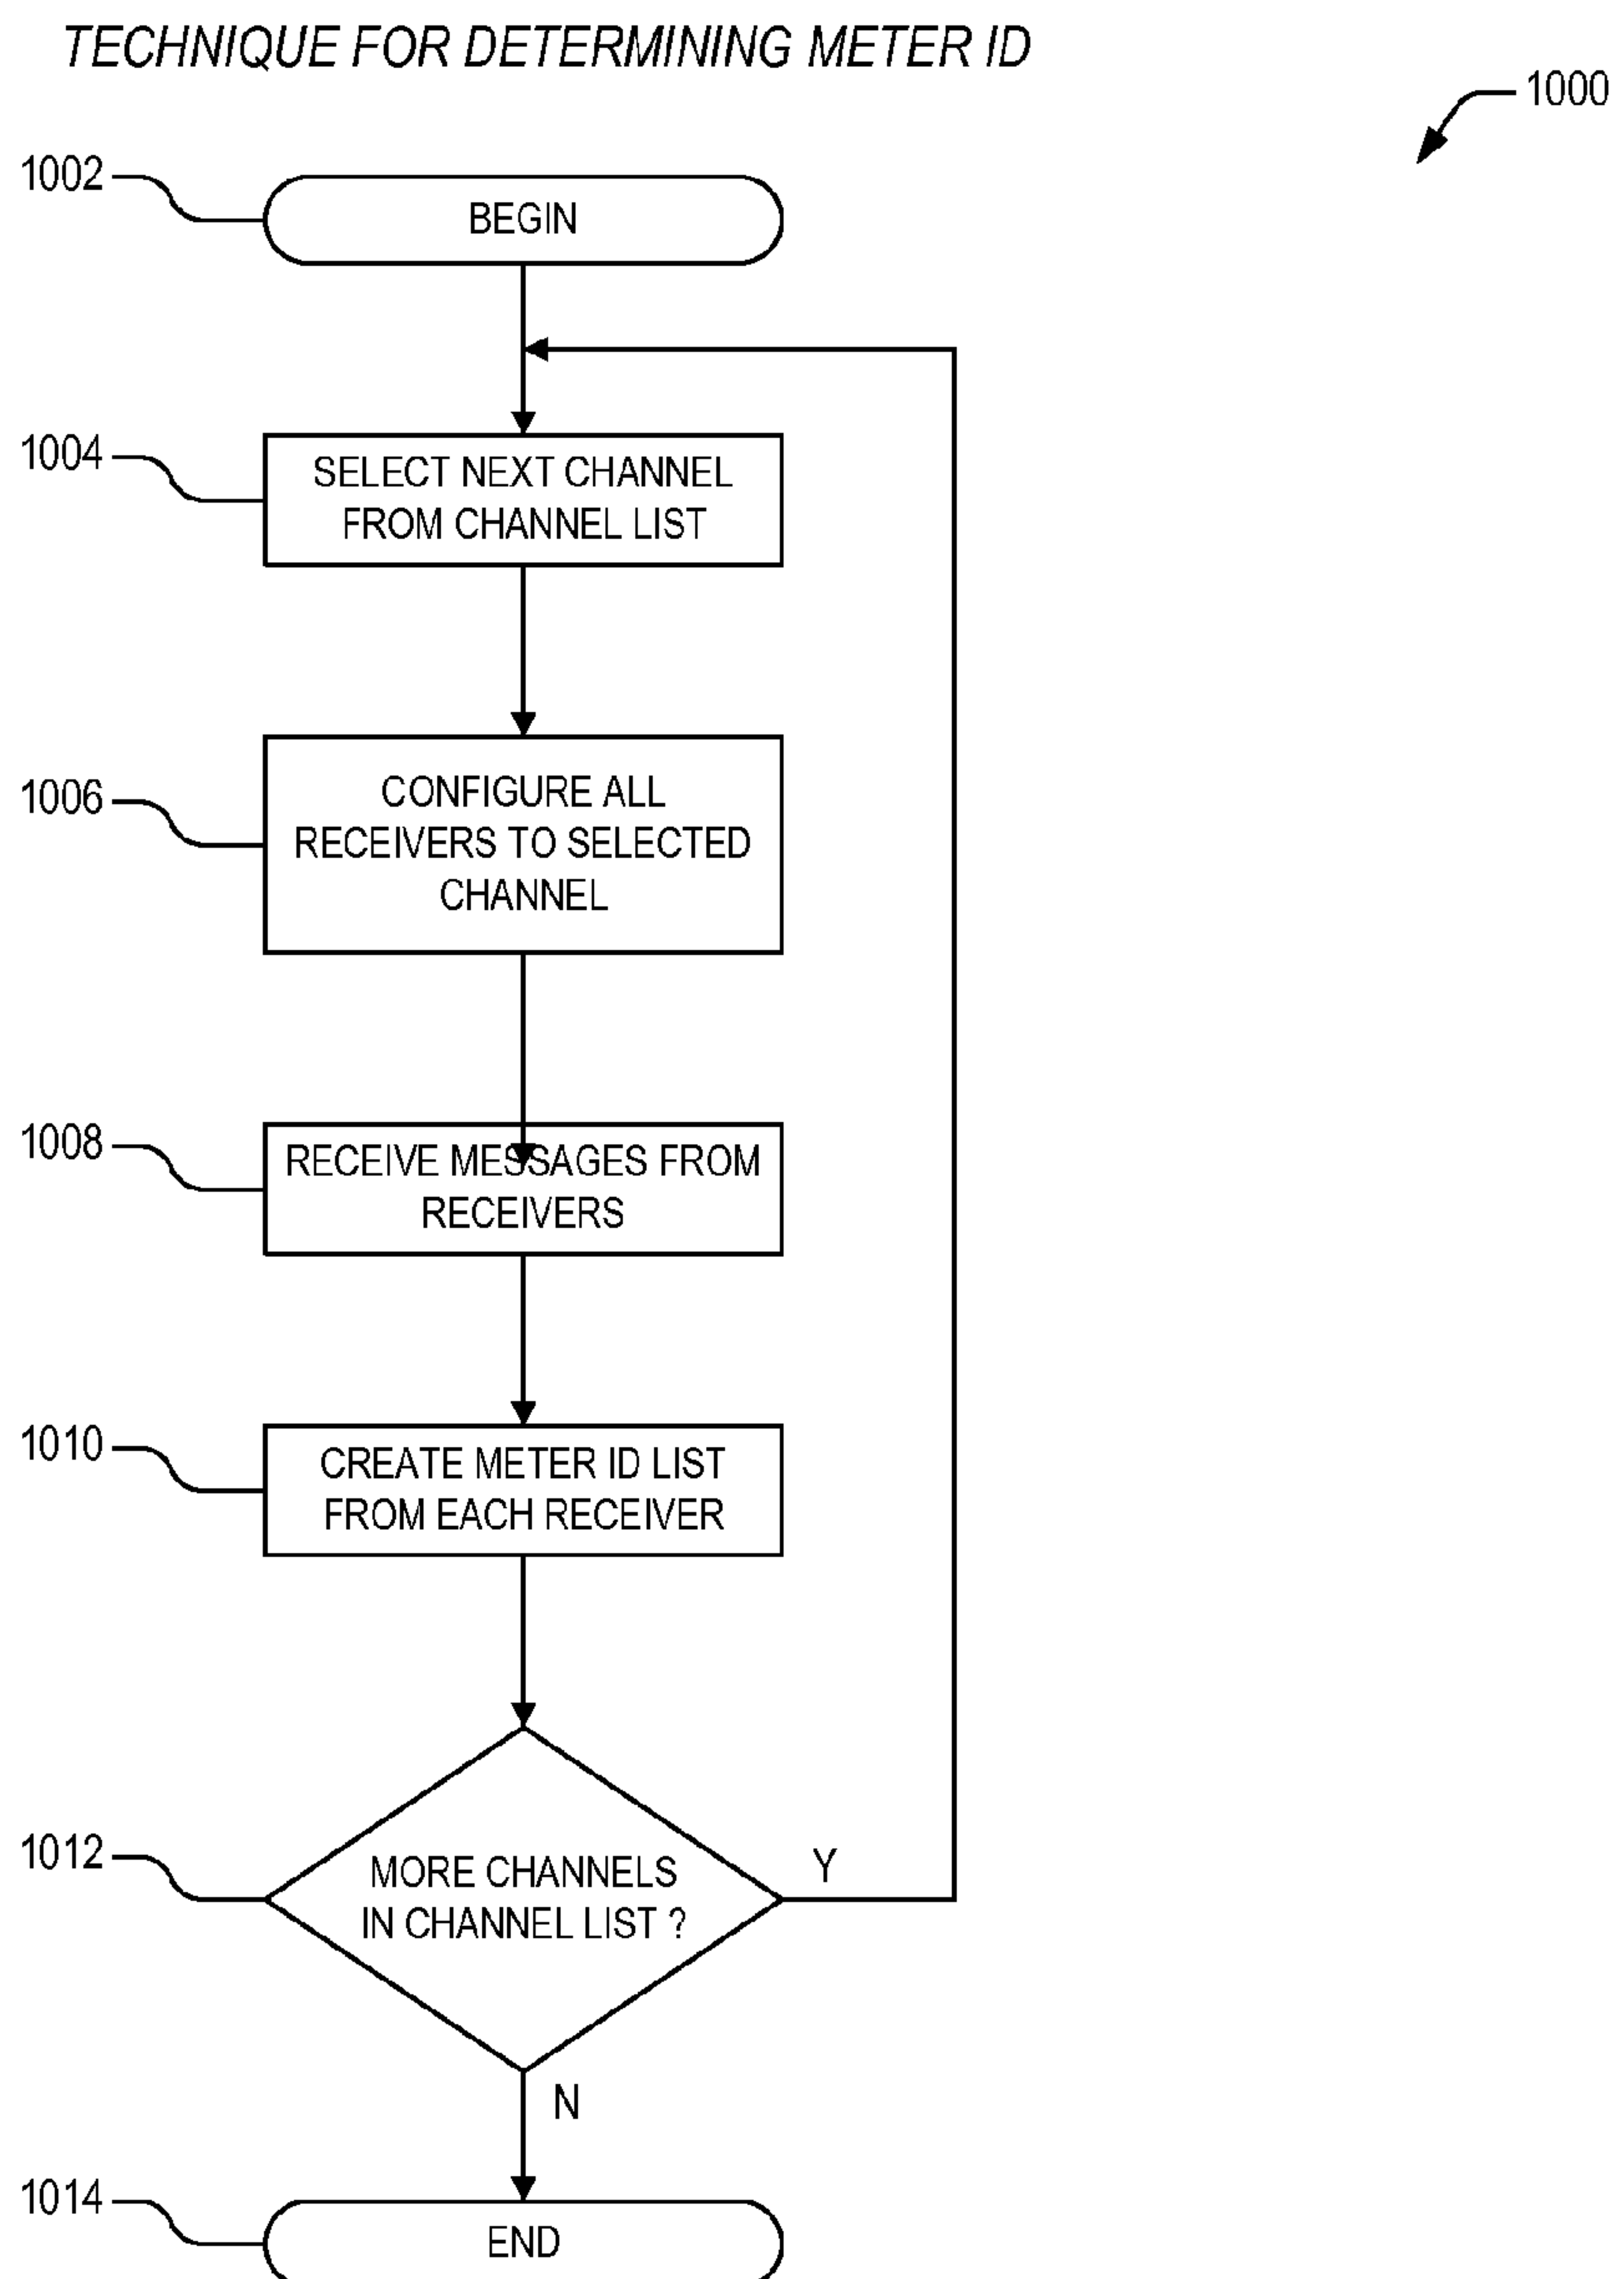 TECHNIQUE FOR DETERMINING METER ID
1000
1002
BEGIN
1004
SELECT NEXT CHANNEL
FROM CHANNEL LIST
1006
CONFIGURE ALL
RECEIVERS TO SELECTED
CHANNEL
1008
RECEIVE MESSAGES FROM
RECEIVERS
1010
CREATE METER ID LIST
FROM EACH RECEIVER
1012
MORE CHANNELS
IN CHANNEL LIST ?
Y
N
1014
END